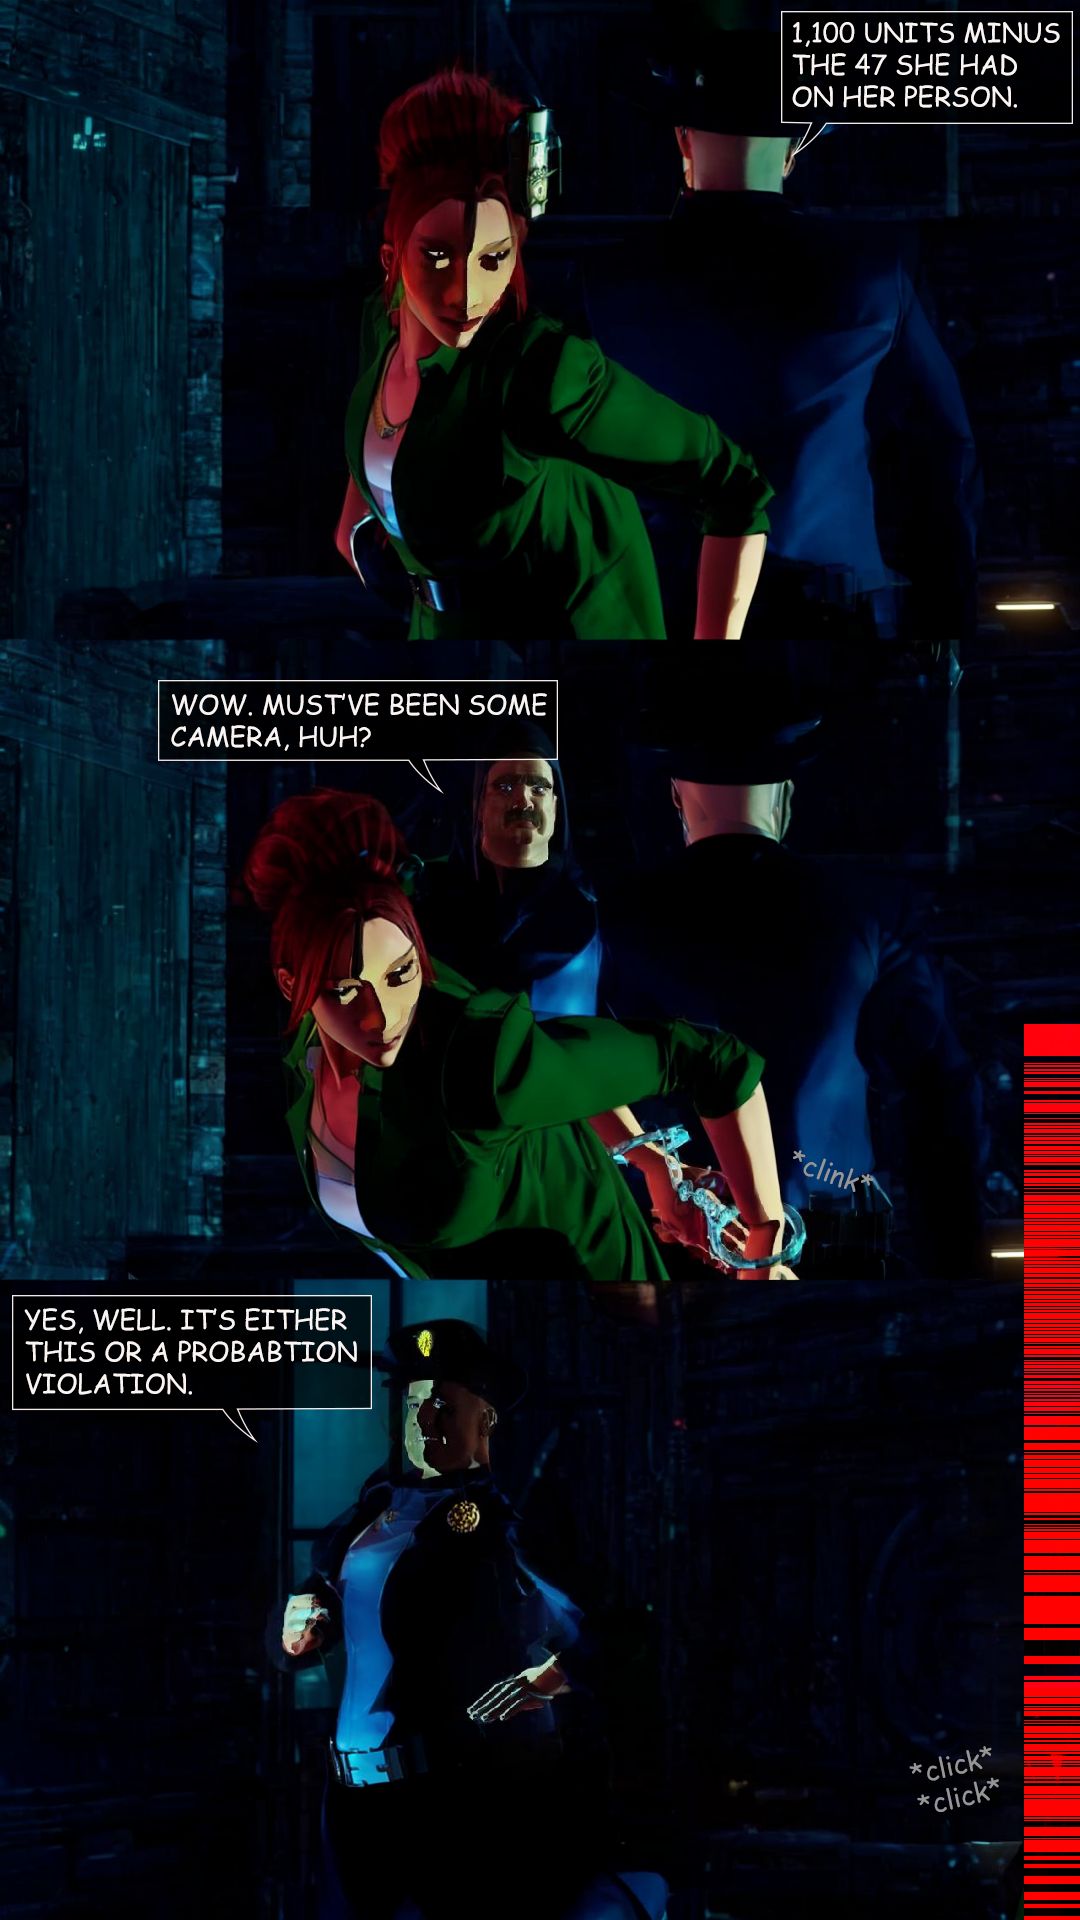 1,100 UNITS MINUS
THE 47 SHE HAD
ON HER PERSON.
WOW. MUST'VE BEEN SOME
CAMERA, HUH?
*clink*
YES, WELL. IT'S EITHER
THIS OR A PROBABTION
VIOLATION.
*click*
*click*